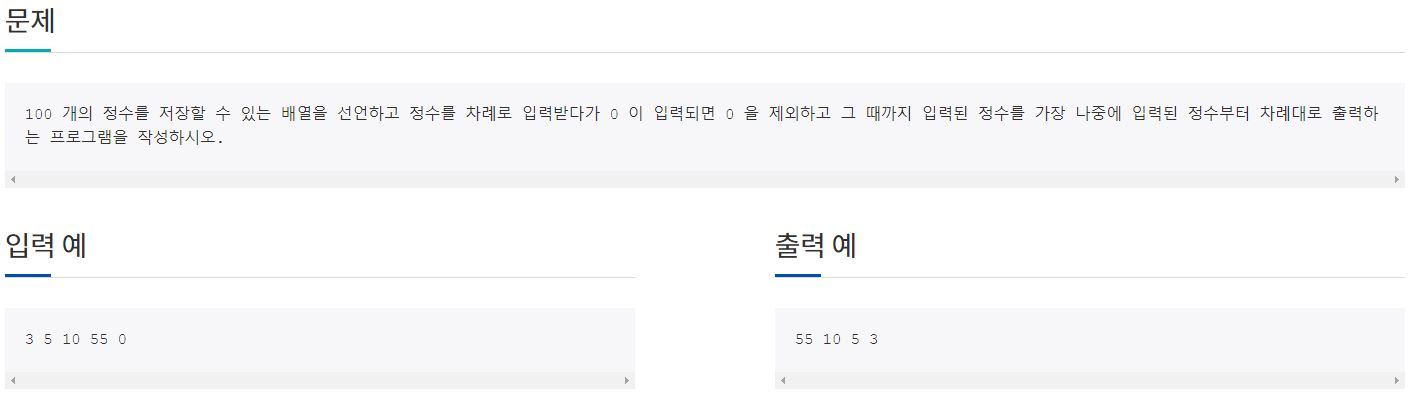 문제
100 개의 정수를 저장할 수 있는 배열을 선언하고 정수를 차례로 입력받다가 0 이 입력되면 0 을 제외하고 그 때까지 입력된 정수를 가장 나중에 입력된 정수부터 차례대로 출력하
는 프로그램을 작성하시오.
입력 예
3 5 10 55 0
출력 예
55 10 5 3